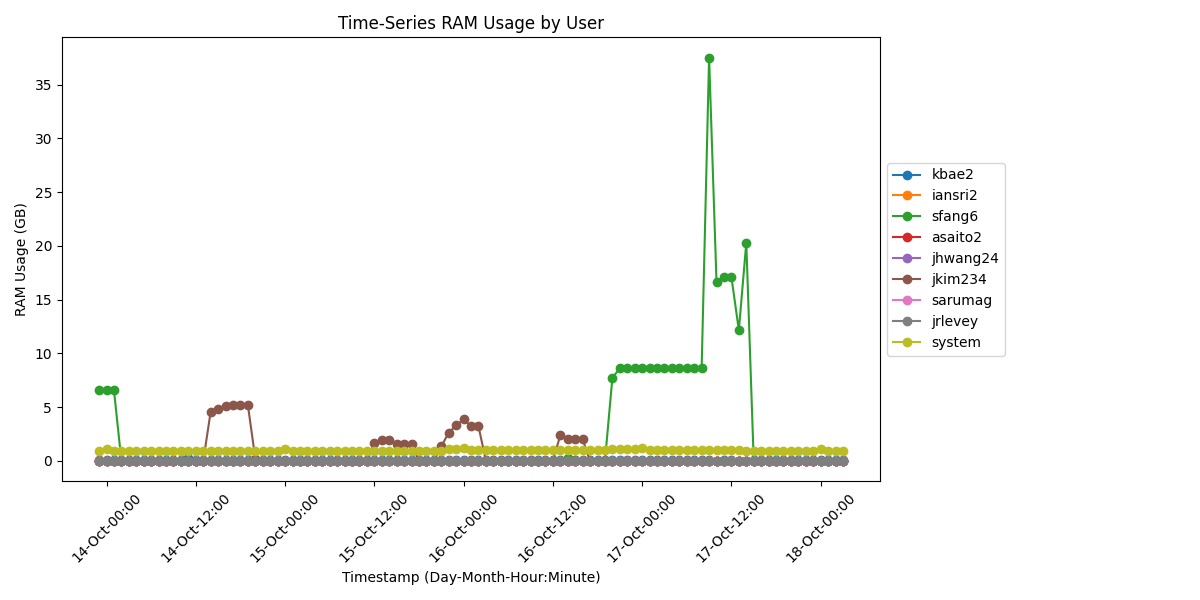 Time-Series RAM Usage by User
RAM Usage (GB)
35
30
25
20
15
10
5
0
14-Oct-00:00
14-Oct-12:00
15-Oct-00:00
15-Oct-12:00
16-Oct-00:00
16-Oct-12:00
17-Oct-00:00
17-Oct-12:00
18-Oct-00:00
Timestamp (Day-Month-Hour:Minute)
kbae2
iansri2
sfang6
asaito2
jhwang24
jkim234
sarumag
jrlevey
system